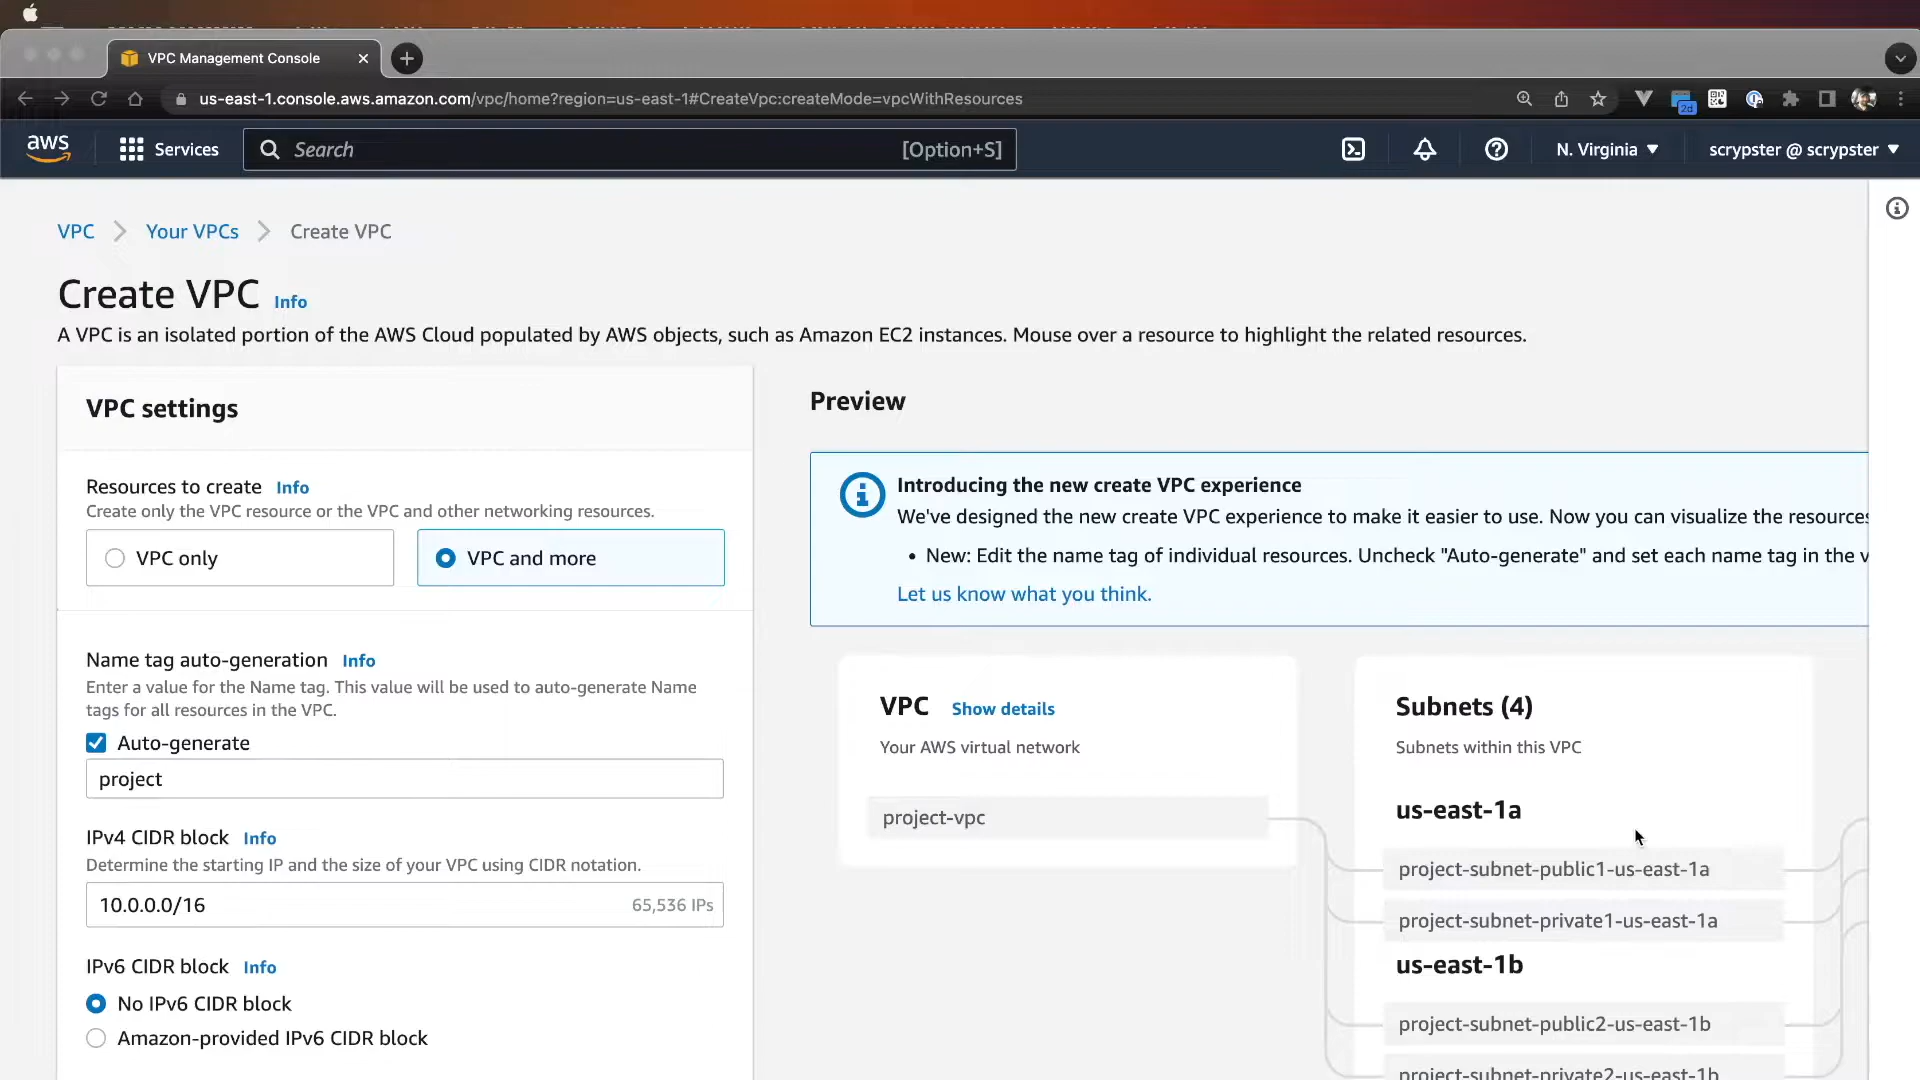 VPC Management Console
us-east-1.console.aws.amazon.com/vpc/home?region=us-east-1#CreateVpc:createMode=vpcWithResources
2d
aws
Services
Search
[Option+S]
N. Virginia
scrypster @ scrypster
VPC
Your VPCs
Create VPC
Create VPC Info
A VPC is an isolated portion of the AWS Cloud populated by AWS objects, such as Amazon EC2 instances. Mouse over a resource to highlight the related resources.
VPC settings
Resources to create Info
Create only the VPC resource or the VPC and other networking resources.
VPC only
VPC and more
Name tag auto-generation Info
Enter a value for the Name tag. This value will be used to auto-generate Name
tags for all resources in the VPC.
Auto-generate
project
IPv4 CIDR block Info
Determine the starting IP and the size of your VPC using CIDR notation.
10.0.0.0/16
65,536 IPs
IPv6 CIDR block Info
No IPv6 CIDR block
Amazon-provided IPv6 CIDR block
Preview
Introducing the new create VPC experience
We've designed the new create VPC experience to make it easier to use. Now you can visualize the resources
• New: Edit the name tag of individual resources. Uncheck "Auto-generate" and set each name tag in the v
Let us know what you think.
VPC Show details
Your AWS virtual network
project-vpc
Subnets (4)
Subnets within this VPC
us-east-1a
project-subnet-public1-us-east-1a
project-subnet-private1-us-east-1a
us-east-1b
project-subnet-public2-us-east-1b
project-subnet-private2-us-east-1b